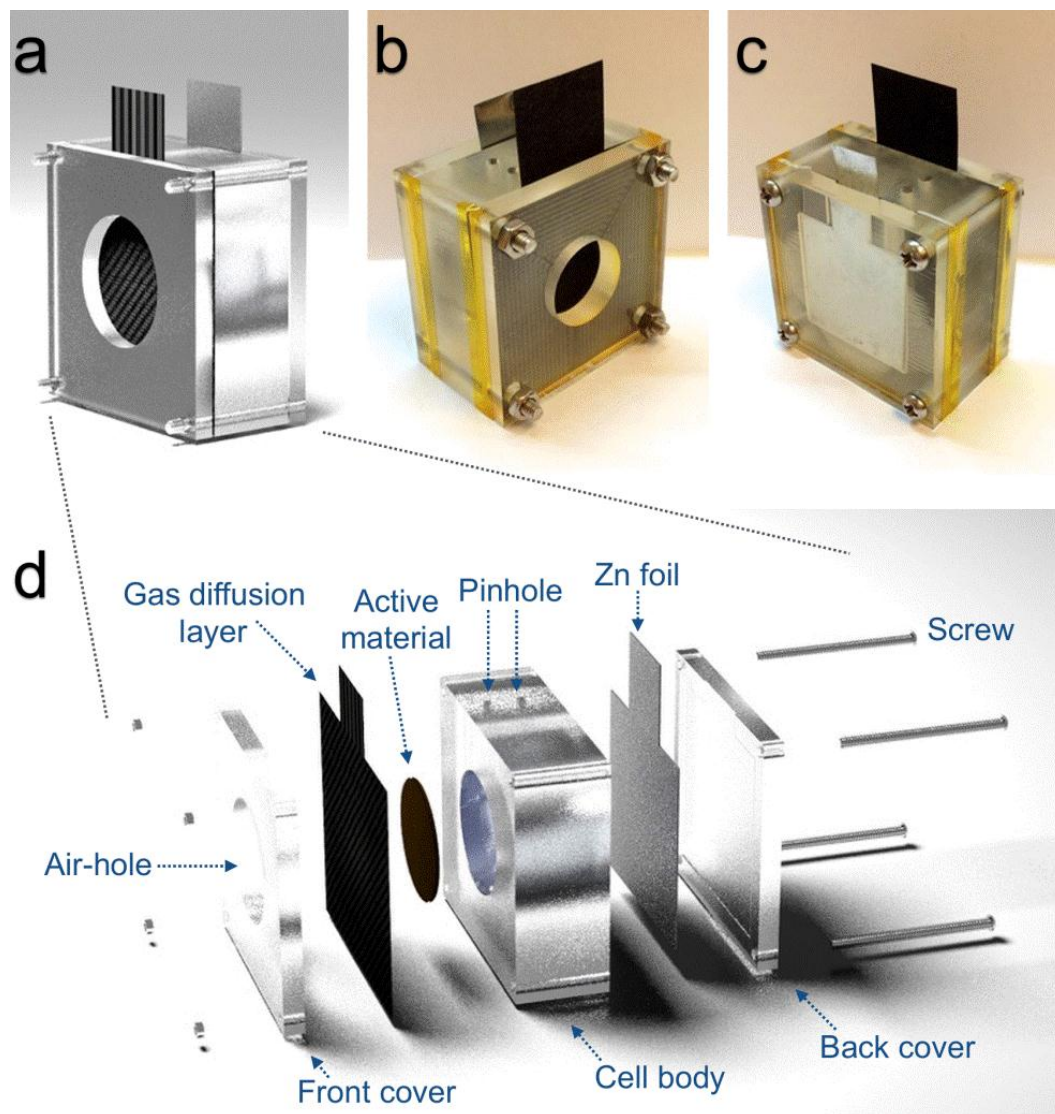 a
b
c
d
Gas diffusion
layer
Active
material
Pinhole
Zn foil
Screw
Air-hole
Front cover
Cell body
Back cover